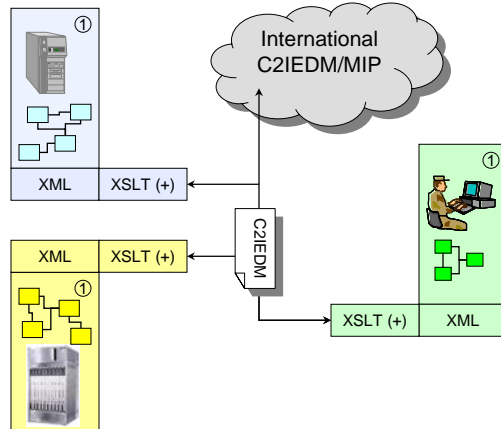 ①
International
C2IEDM/MIP
XML
XSLT (+)
①
C2IEDM
XML
XSLT (+)
①
XSLT (+)
XML